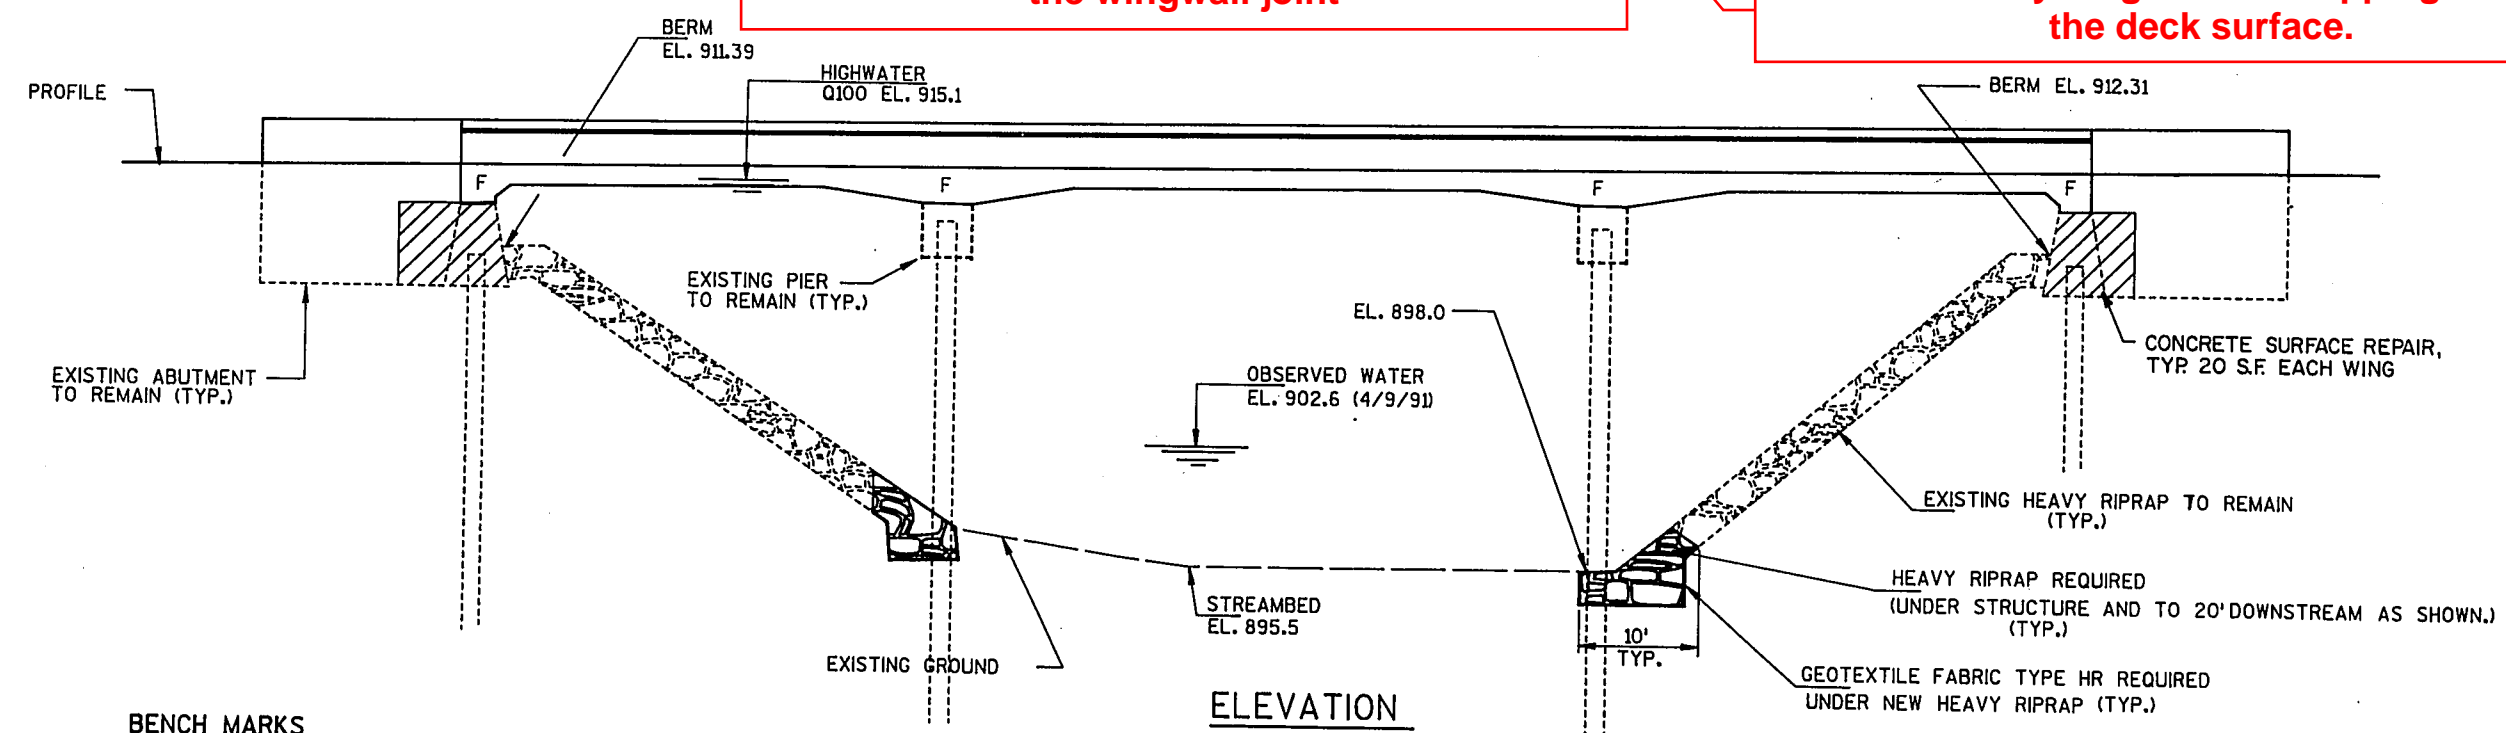 the wingwall joint
the deck surface.
BERM
EL. 911.39
HIGHWATER
Q100 EL. 915.1
PROFILE
BERM EL. 912.31
F
F
F
F
EXISTING PIER
TO REMAIN (TYP.)
EL. 898.0
CONCRETE SURFACE REPAIR,
TYP. 20 S.F. EACH WING
EXISTING ABUTMENT
TO REMAIN (TYP.)
OBSERVED WATER
EL. 902.6 (4/9/91)
EXISTING HEAVY RIPRAP TO REMAIN
(TYP.)
HEAVY RIPRAP REQUIRED
(UNDER STRUCTURE AND TO 20' DOWNSTREAM AS SHOWN.)
(TYP.)
STREAMBED
EL. 895.5
10'
TYP.
EXISTING GROUND
GEOTEXTILE FABRIC TYPE HR REQUIRED
UNDER NEW HEAVY RIPRAP (TYP.)
ELEVATION
BENCH MARKS